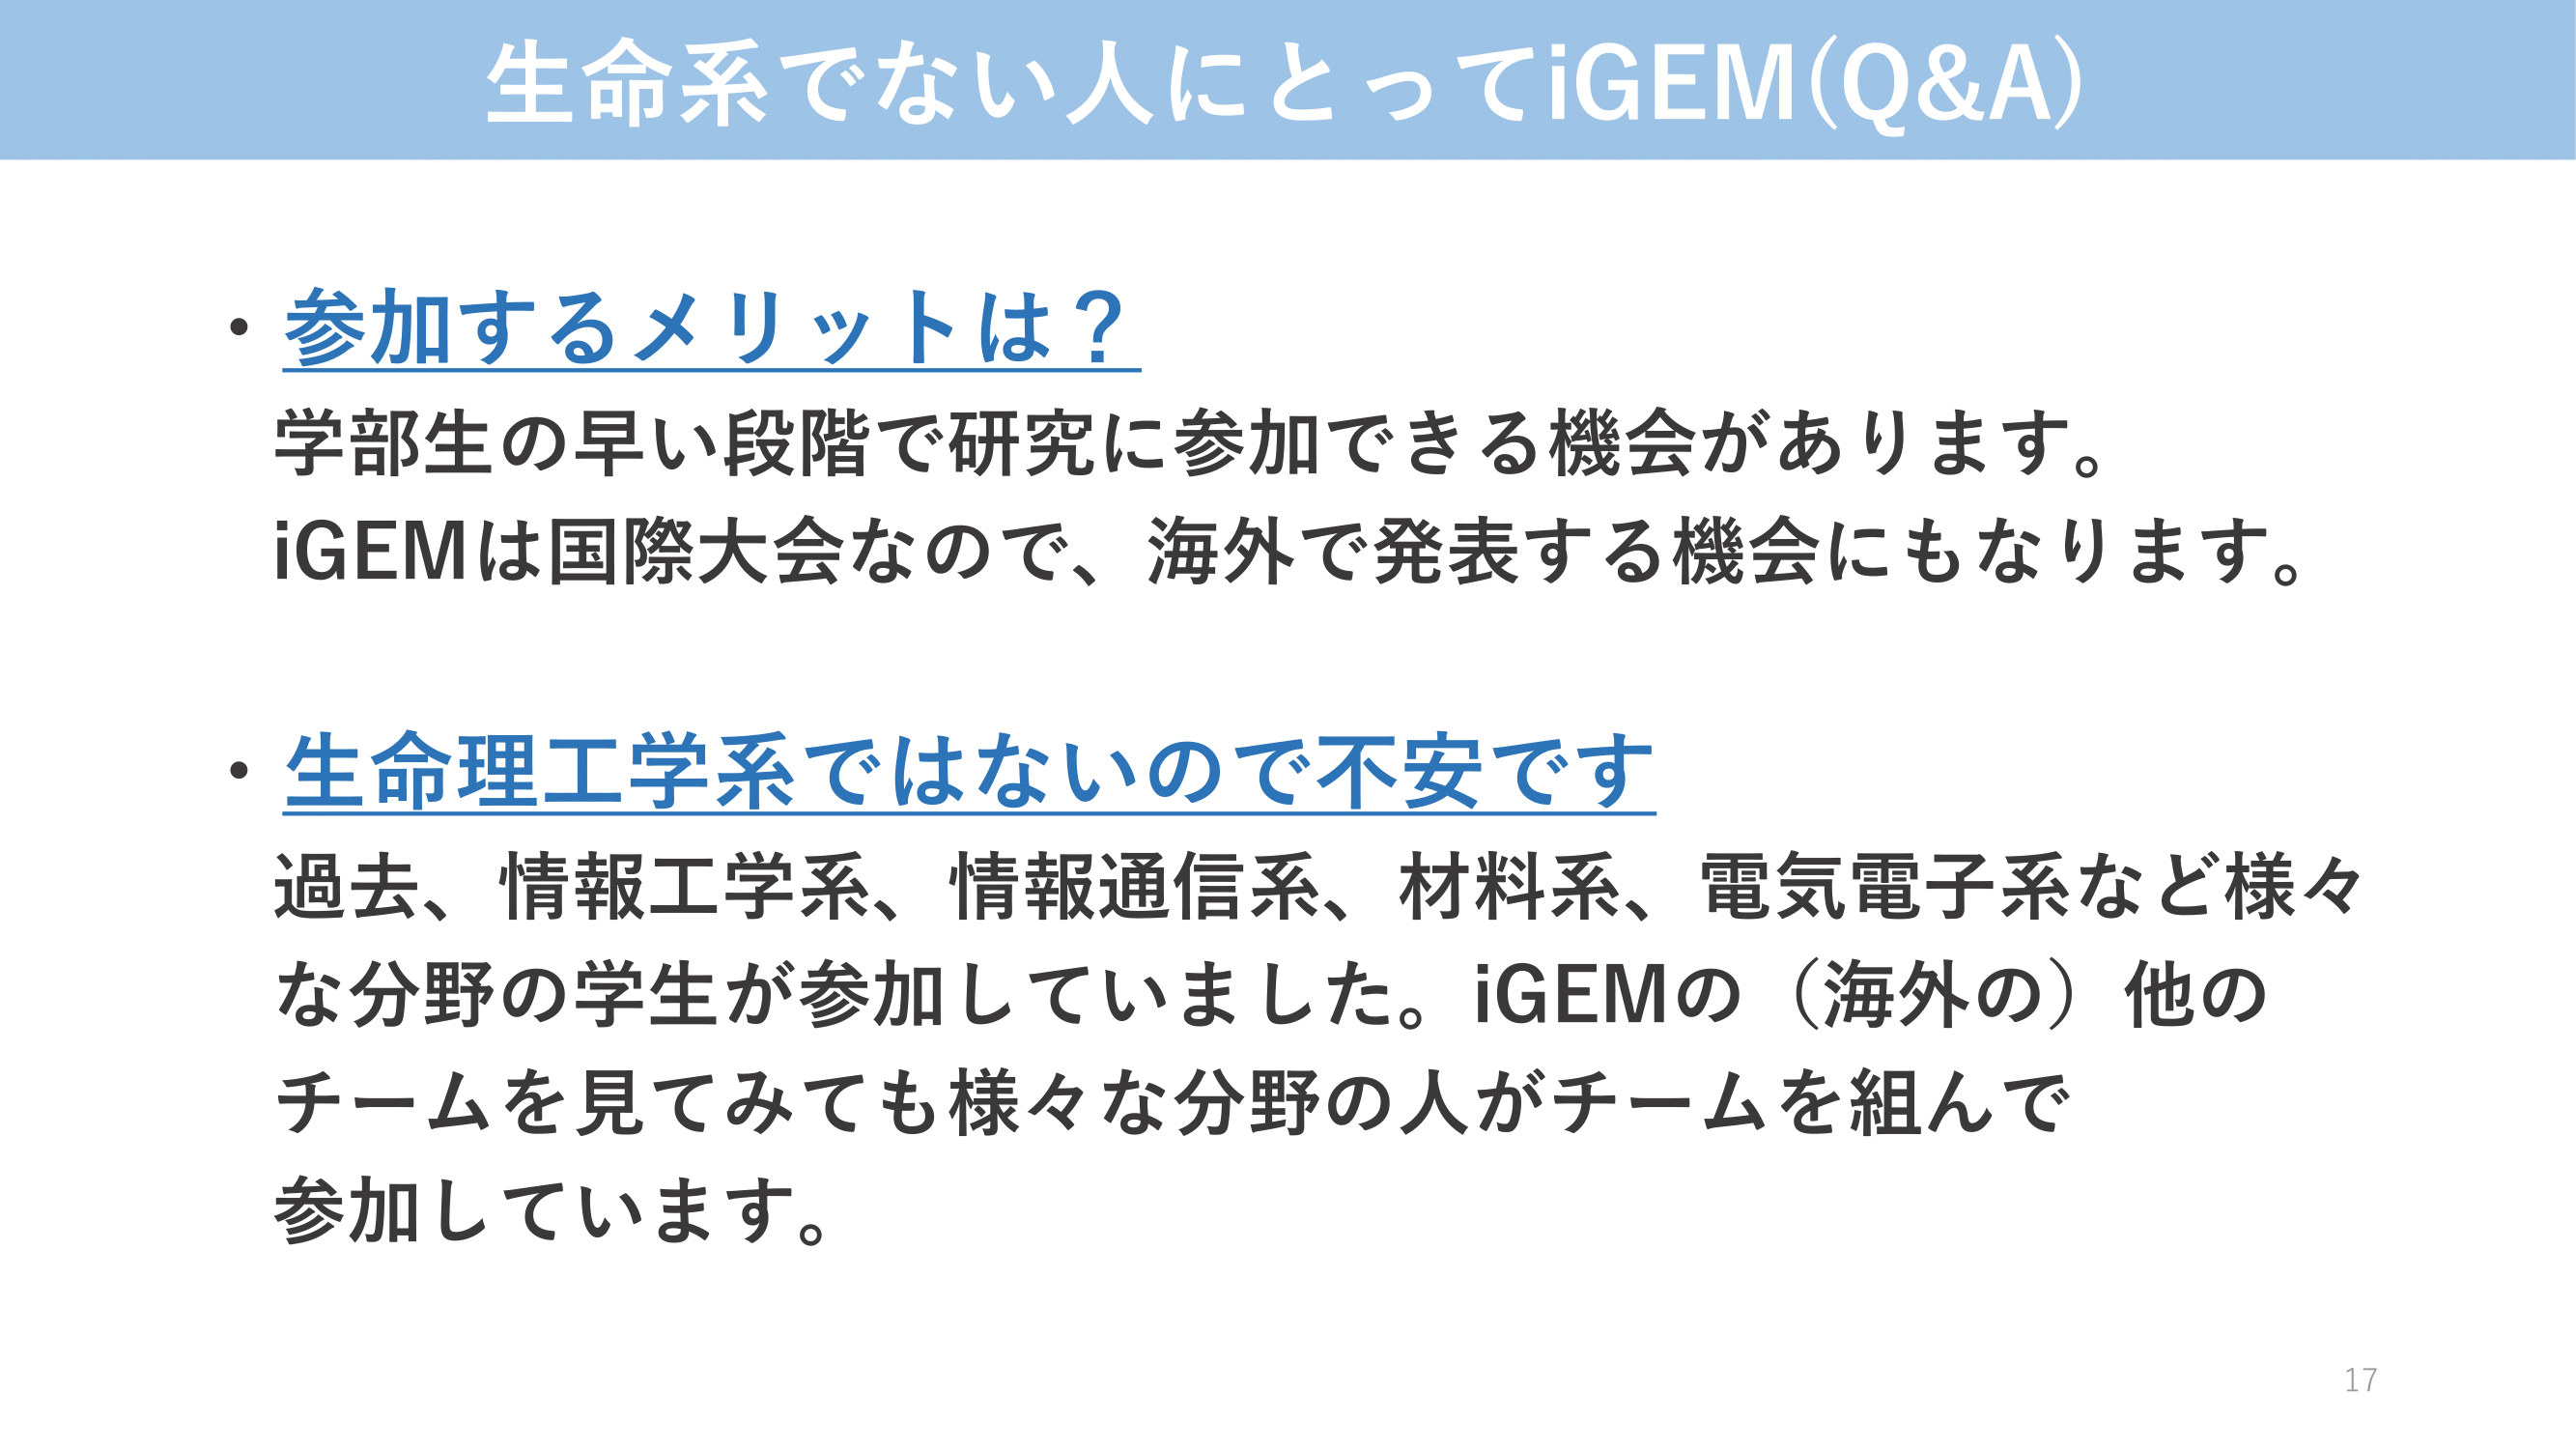 生命系でない人にとってiGEM(Q&A)
・参加するメリットは？
学部生の早い段階で研究に参加できる機会があります。
iGEMは国際大会なので、海外で発表する機会にもなります。
・生命理工学系ではないので不安です
過去、情報工学系、情報通信系、材料系、電気電子系など様々
な分野の学生が参加していました。iGEMの（海外の）他の
チームを見てみても様々な分野の人がチームを組んで
参加しています。
17